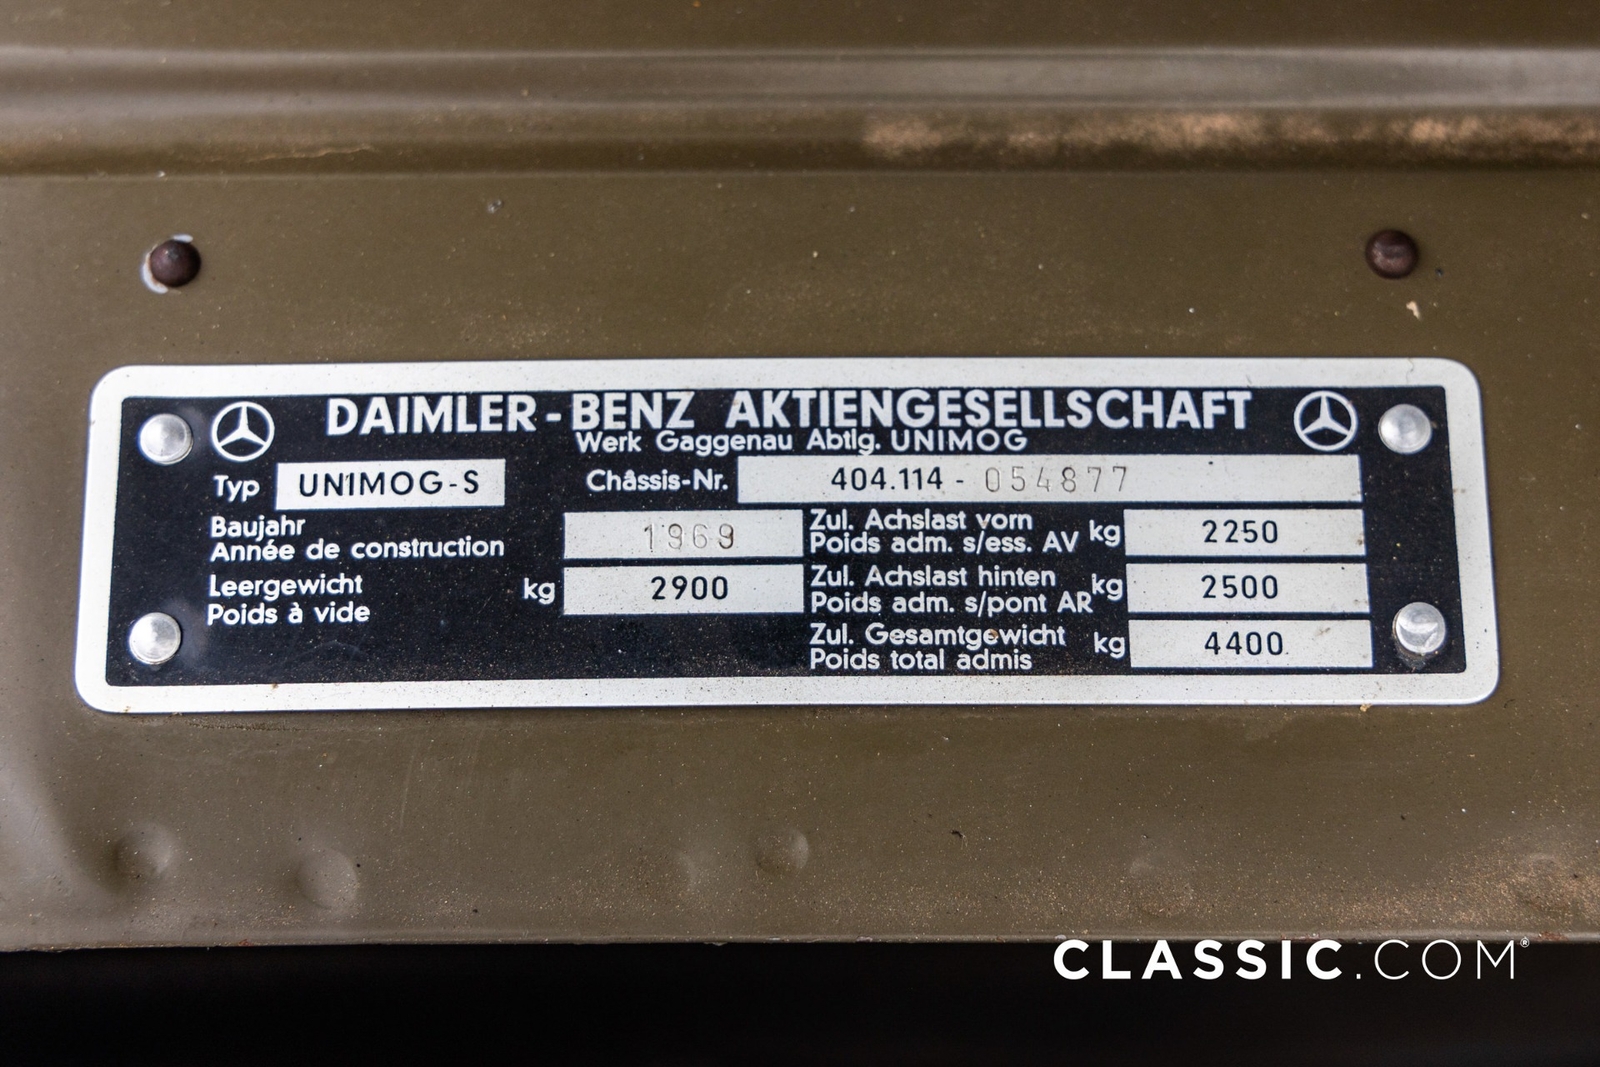 DAIMLER-BENZ AKTIENGESELLSCHAFT
Werk Gaggenau Abtlg. UNIMOG
Typ UNIMOG-S Châssis-Nr. 404.114 - 054877
Baujahr
Année de construction 1969
Zul. Achslast vorn
Poids adm. s/ess. AV kg 2250
Leergewicht
Poids à vide kg 2900
Zul. Achslast hinten
Poids adm. s/pont AR kg 2500
Zul. Gesamtgewicht
Poids total admis kg 4400
CLASSIC.COM®